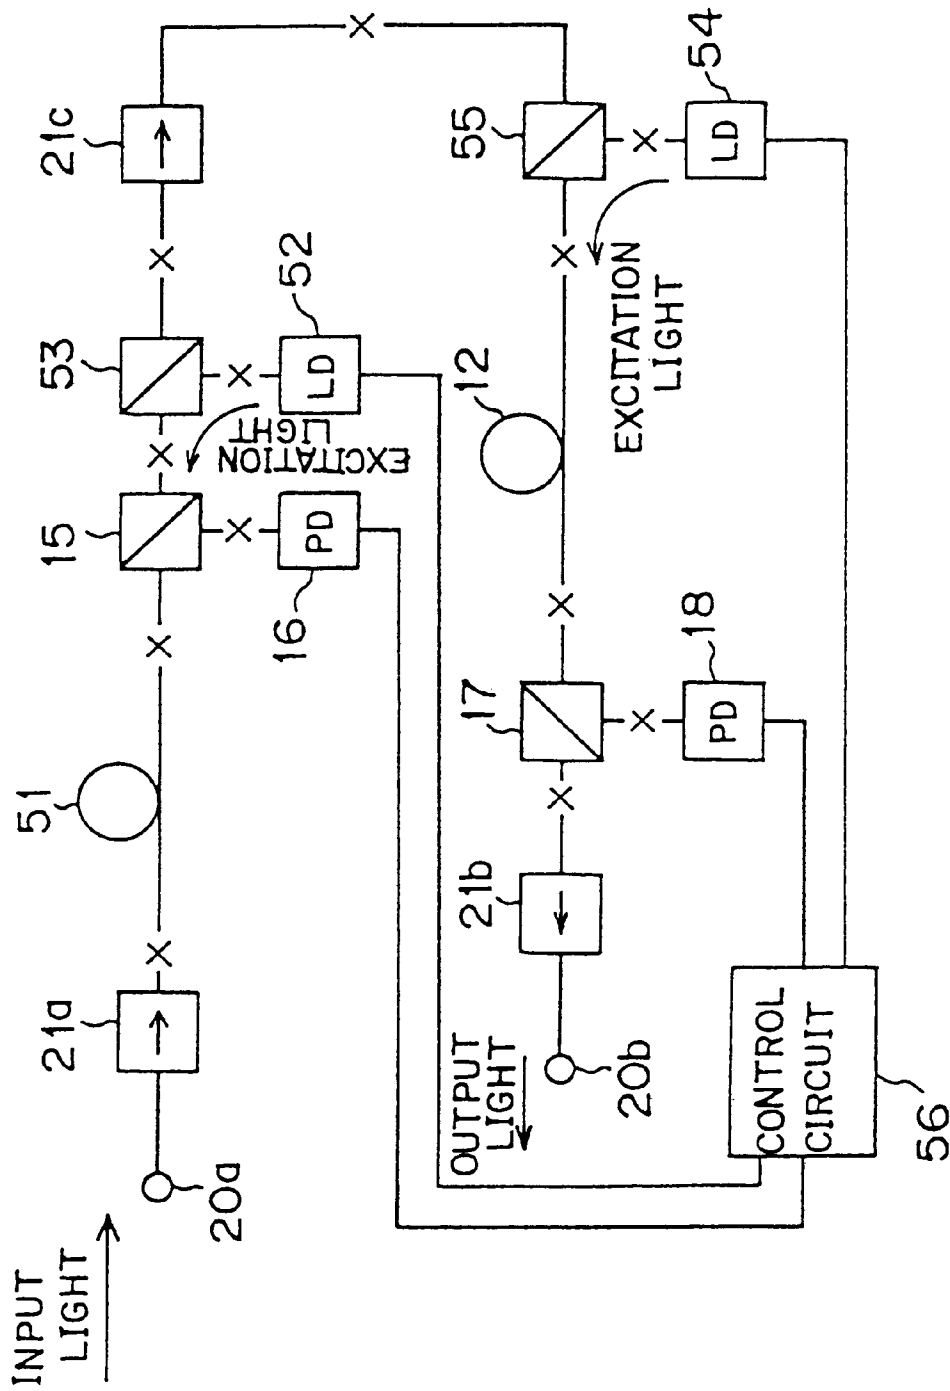 INPUT
LIGHT
20a
21a
51
15
53
21c
16
PD
52
LD
EXCITATION
LIGHT
55
54
LD
EXCITATION
LIGHT
12
17
18
PD
21b
20b
OUTPUT
LIGHT
CONTROL
CIRCUIT
56